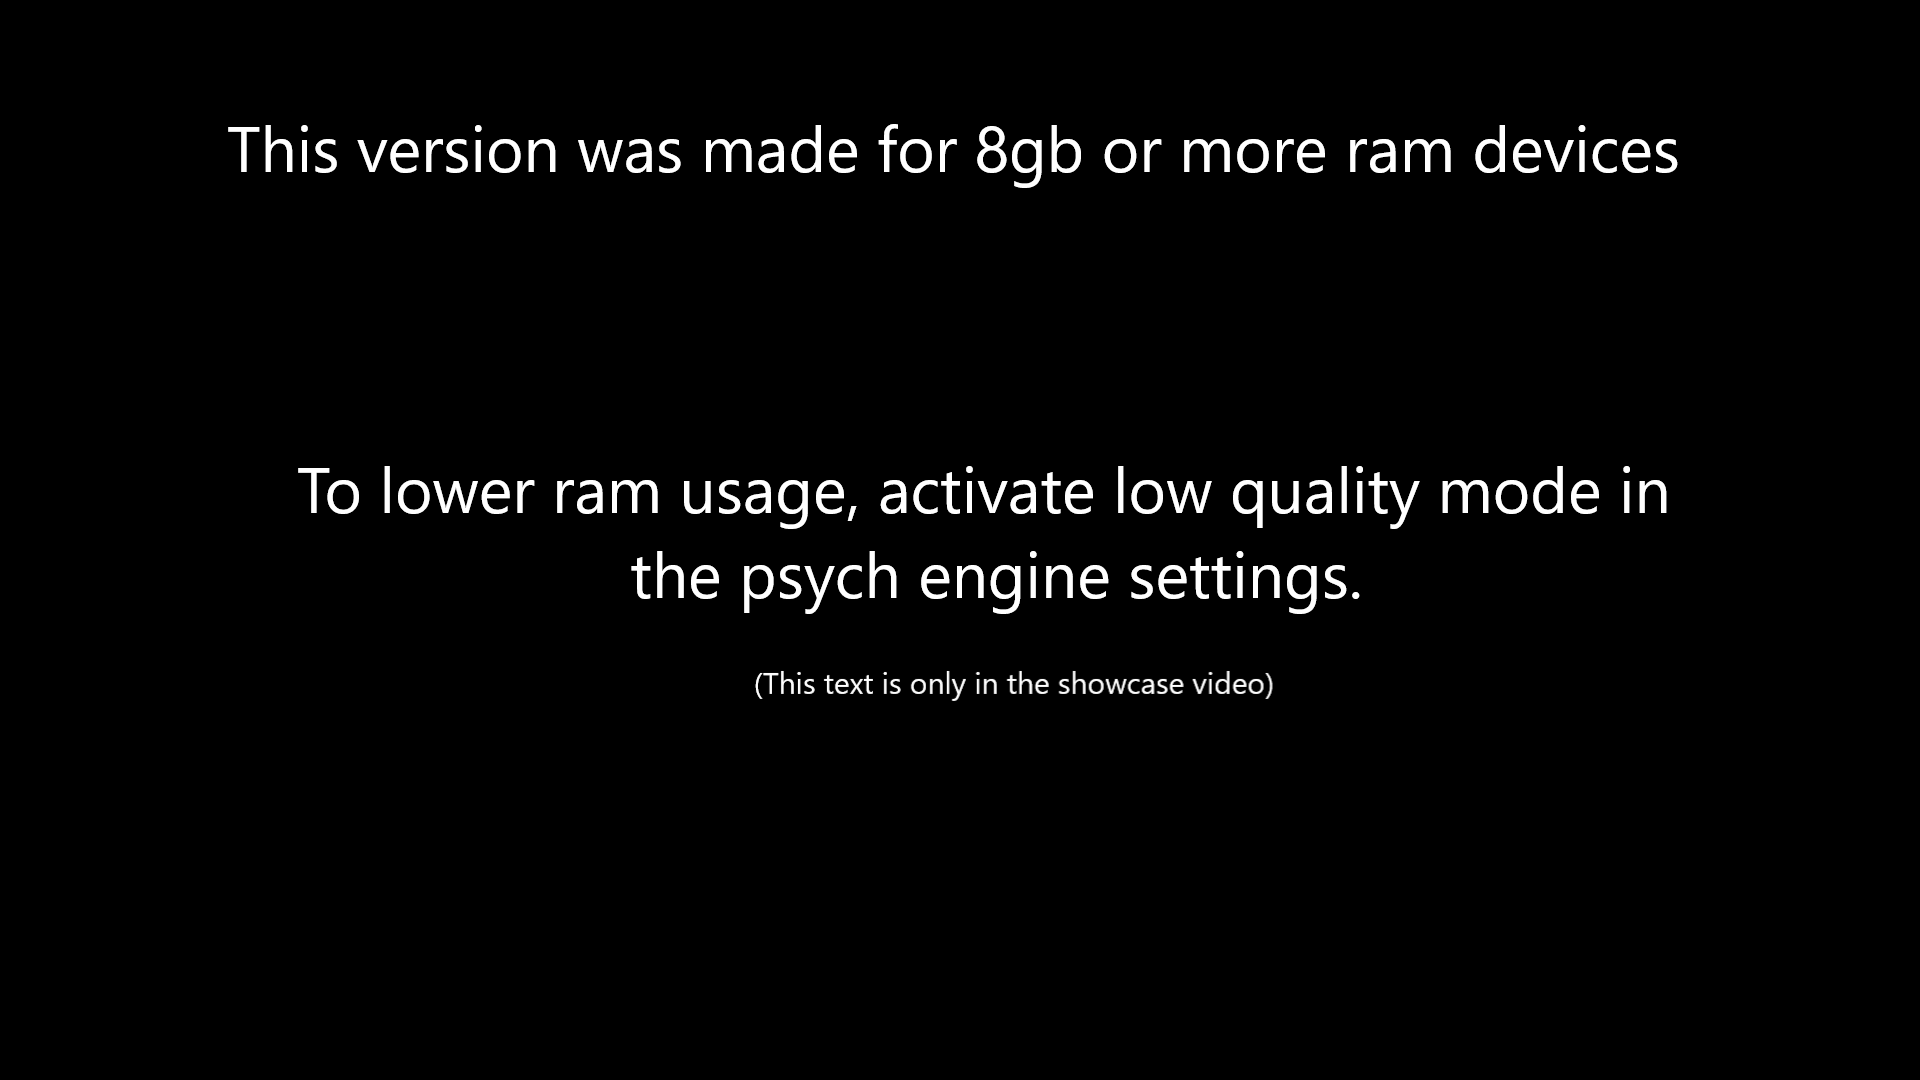 This version was made for 8gb or more ram devices
To lower ram usage, activate low quality mode in
the psych engine settings.
(This text is only in the showcase video)